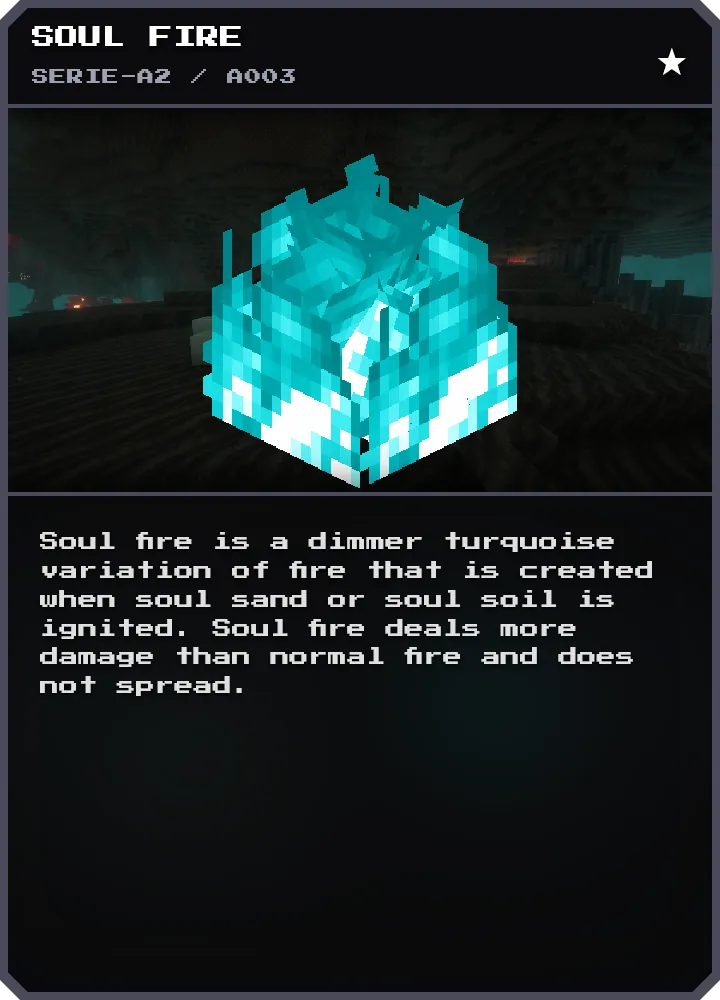 SOUL FIRE
SERIE-A2 / A003
Soul fire is a dimmer turquoise
variation of fire that is created
when soul sand or soul soil is
ignited. Soul fire deals more
damage than normal fire and does
not spread.